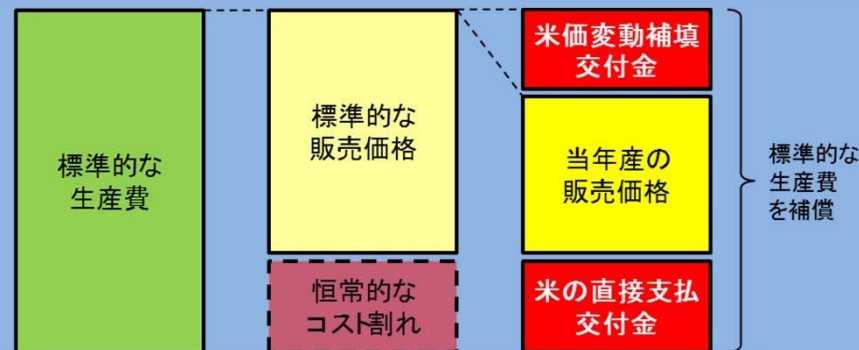 標準的な
生産費
標準的な
販売価格
恒常的な
コスト割れ
米価変動補填
交付金
当年産の
販売価格
米の直接支払
交付金
標準的な
生産費
を補償